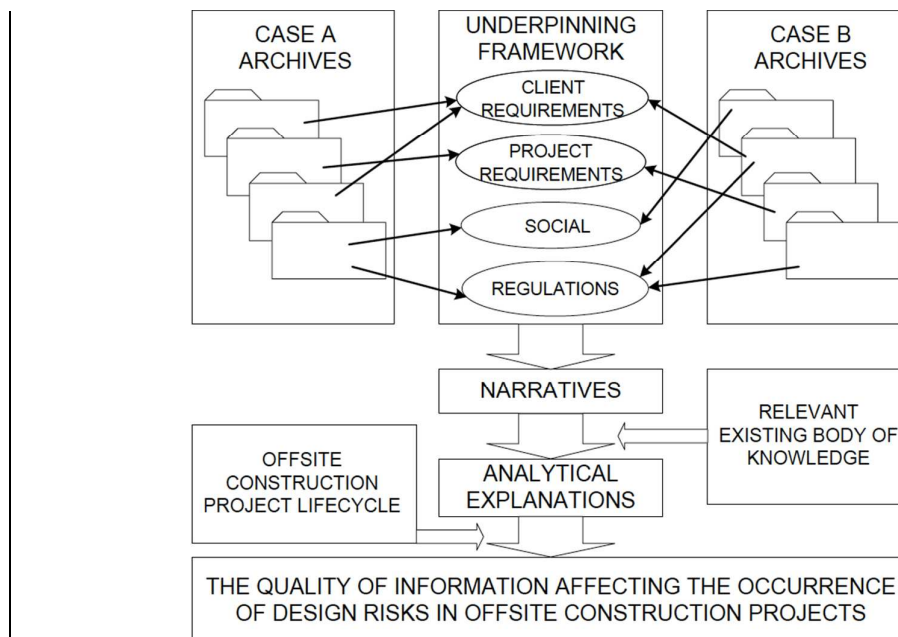 CASE A
ARCHIVES
UNDERPINNING
FRAMEWORK
CASE B
ARCHIVES
CLIENT
REQUIREMENTS
PROJECT
REQUIREMENTS
SOCIAL
REGULATIONS
NARRATIVES
RELEVANT
EXISTING BODY OF
KNOWLEDGE
OFFSITE
CONSTRUCTION
PROJECT LIFECYCLE
ANALYTICAL
EXPLANATIONS
THE QUALITY OF INFORMATION AFFECTING THE OCCURRENCE
OF DESIGN RISKS IN OFFSITE CONSTRUCTION PROJECTS